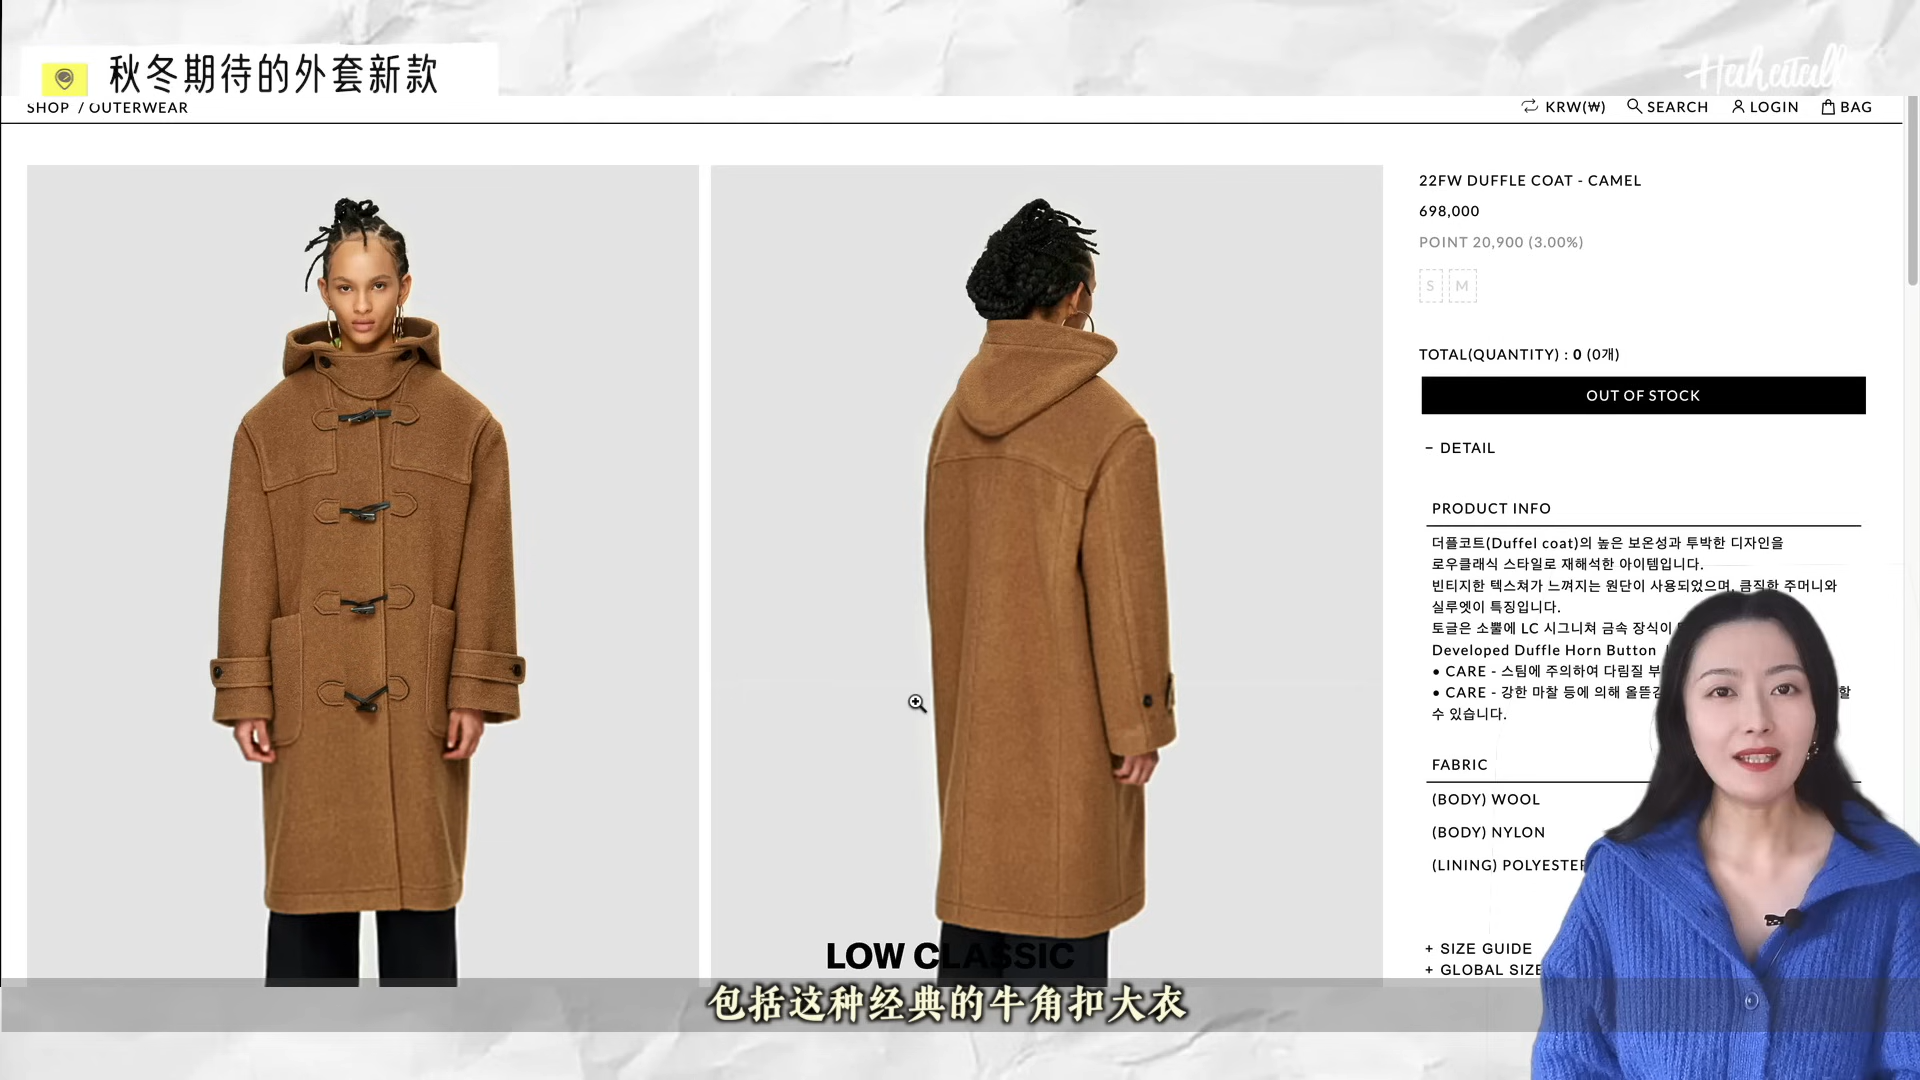 秋冬期待的外套新款
Hahatalk
SHOP / OUTERWEAR
KRW(₩) SEARCH LOGIN BAG
22FW DUFFLE COAT - CAMEL
698,000
POINT 20,900 (3.00%)
S M
TOTAL(QUANTITY) : 0 (0개)
OUT OF STOCK
− DETAIL
PRODUCT INFO
더플코트(Duffel coat)의 높은 보온성과 투박한 디자인을
로우클래식 스타일로 재해석한 아이템입니다.
빈티지한 텍스쳐가 느껴지는 원단이 사용되었으며, 큼직한 주머니와
실루엣이 특징입니다.
토글은 소뿔에 LC 시그니쳐 금속 장식이
Developed Duffle Horn Button
• CARE - 스팀에 주의하여 다림질
• CARE - 강한 마찰 등에 의해 할
수 있습니다.
FABRIC
(BODY) WOOL
(BODY) NYLON
(LINING) POLYESTER
+ SIZE GUIDE
+ GLOBAL SIZE
LOW CLASSIC
包括这种经典的牛角扣大衣